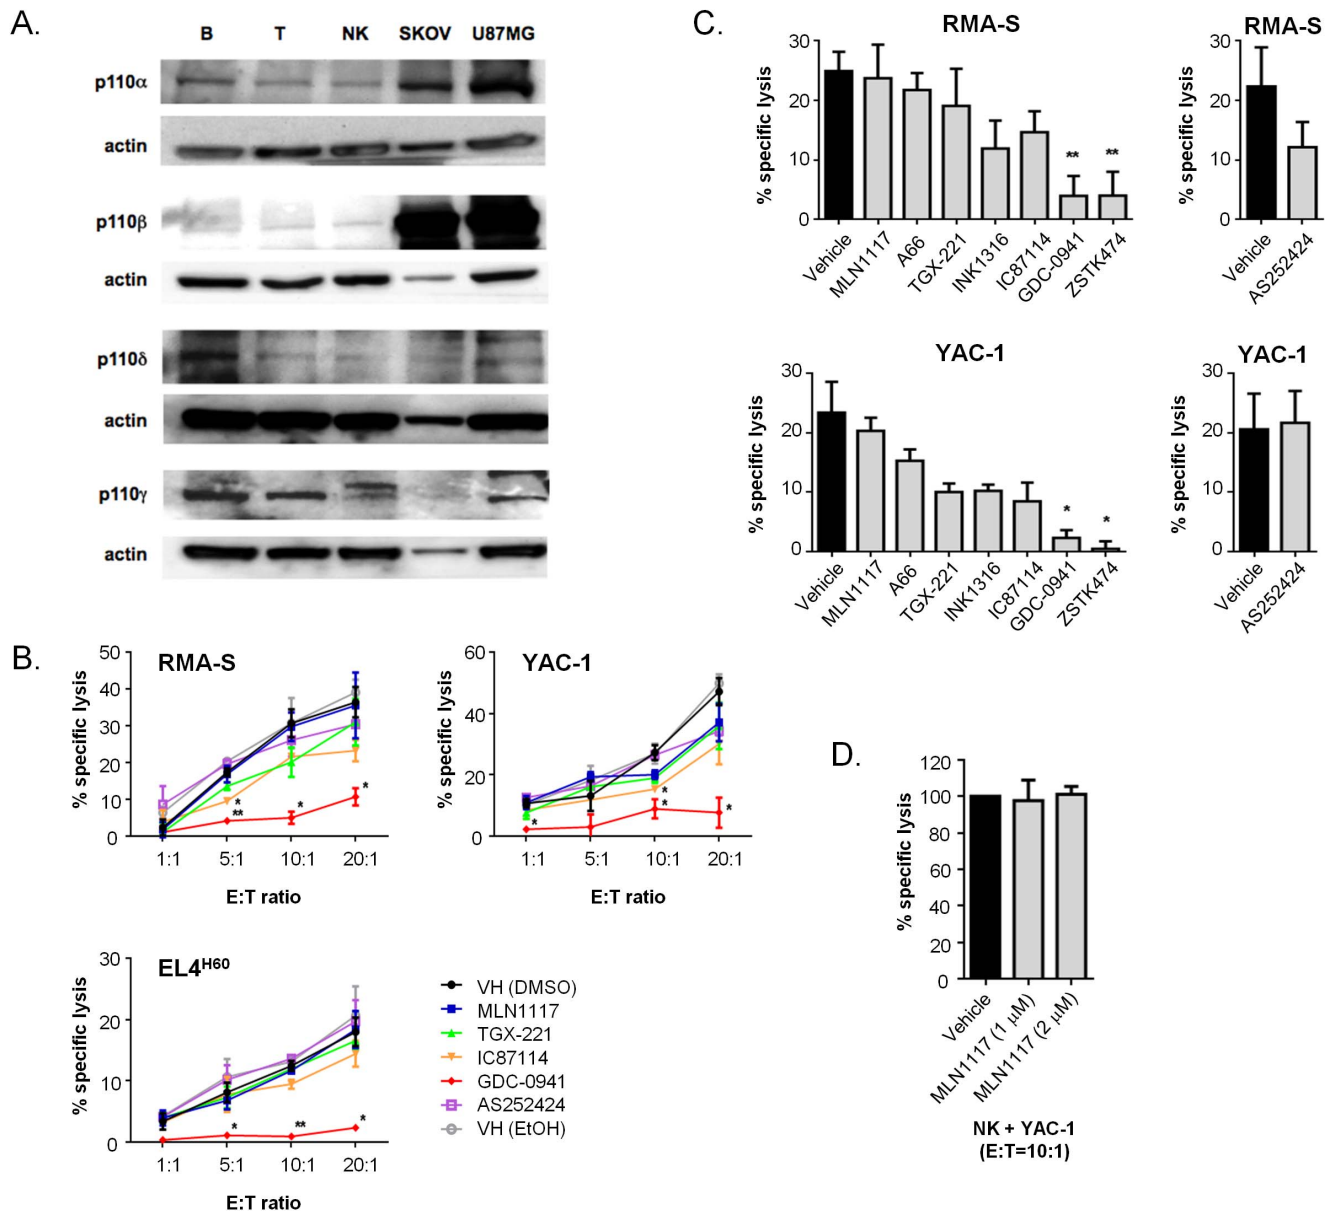 A.
B T NK SKOV U87MG
p110α
actin
p110β
actin
p110δ
actin
p110γ
actin
B.
RMA-S
% specific lysis
50
40
30
20
10
0
*
**
*
*
1:1 5:1 10:1 20:1
E:T ratio
YAC-1
% specific lysis
60
40
20
0
*
*
*
*
1:1 5:1 10:1 20:1
E:T ratio
EL4H60
% specific lysis
30
20
10
0
*
**
*
1:1 5:1 10:1 20:1
E:T ratio
VH (DMSO)
MLN1117
TGX-221
IC87114
GDC-0941
AS252424
VH (EtOH)
C.
RMA-S
% specific lysis
30
20
10
0
** **
Vehicle MLN1117 A66 TGX-221 INK1316 IC87114 GDC-0941 ZSTK474
RMA-S
% specific lysis
30
20
10
0
Vehicle AS252424
YAC-1
% specific lysis
30
20
10
0
* *
Vehicle MLN1117 A66 TGX-221 INK1316 IC87114 GDC-0941 ZSTK474
YAC-1
% specific lysis
30
20
10
0
Vehicle AS252424
D.
% specific lysis
120
100
80
60
40
20
0
Vehicle MLN1117 (1 μM) MLN1117 (2 μM)
NK + YAC-1
(E:T=10:1)